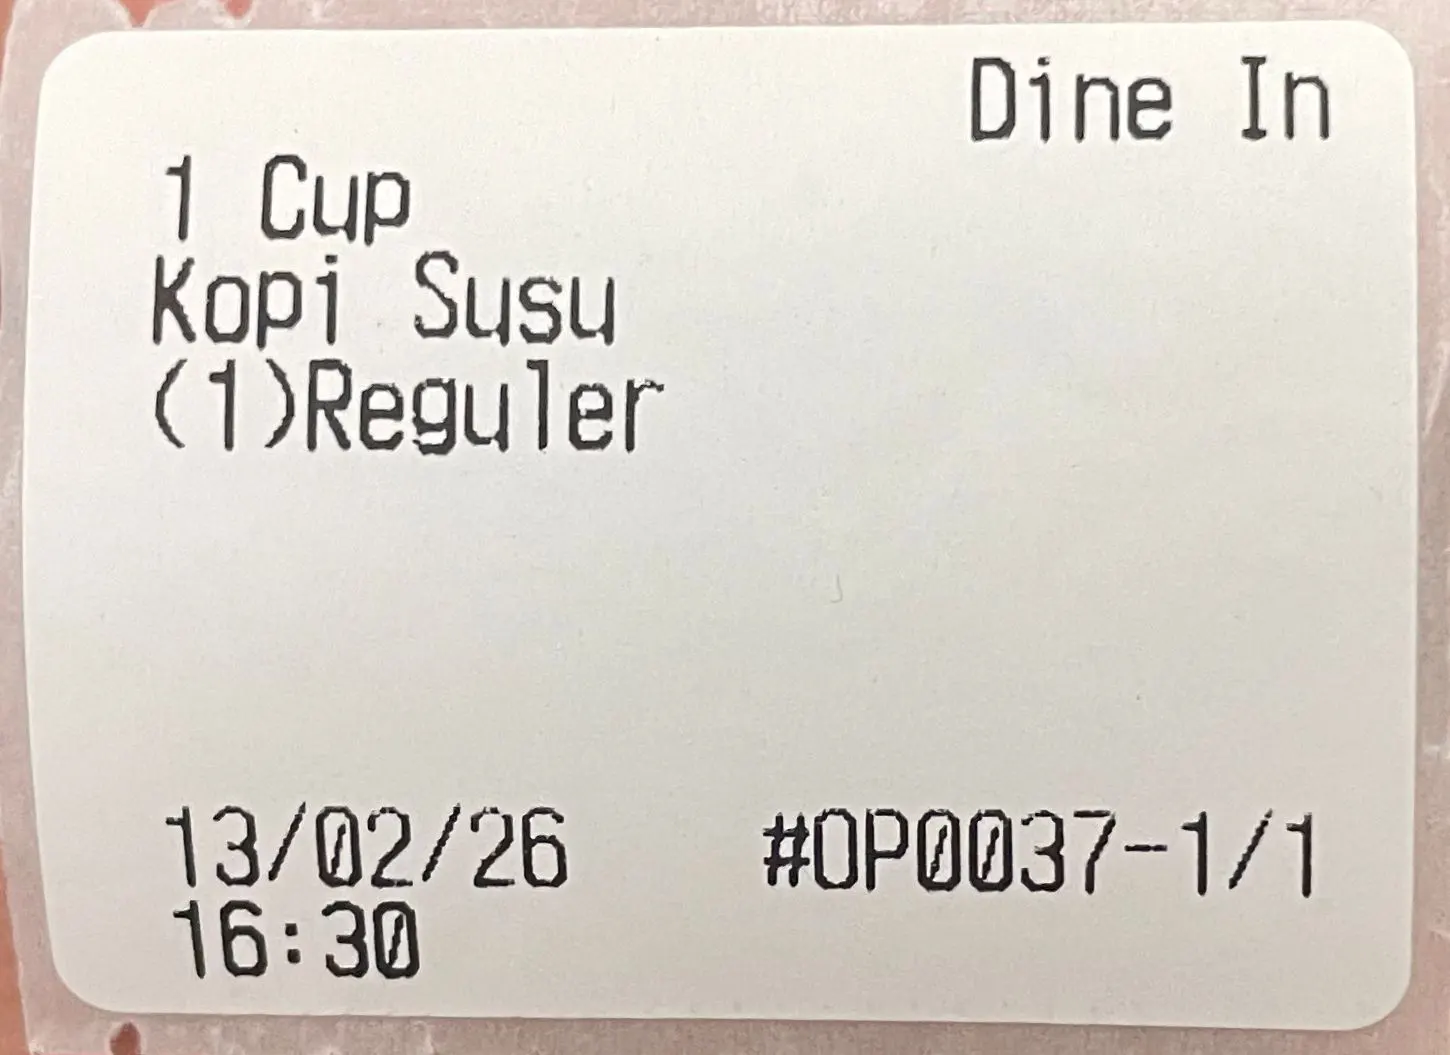 Dine In
1 Cup
Kopi Susu
(1)Reguler
13/02/26 #OP0037-1/1
16:30